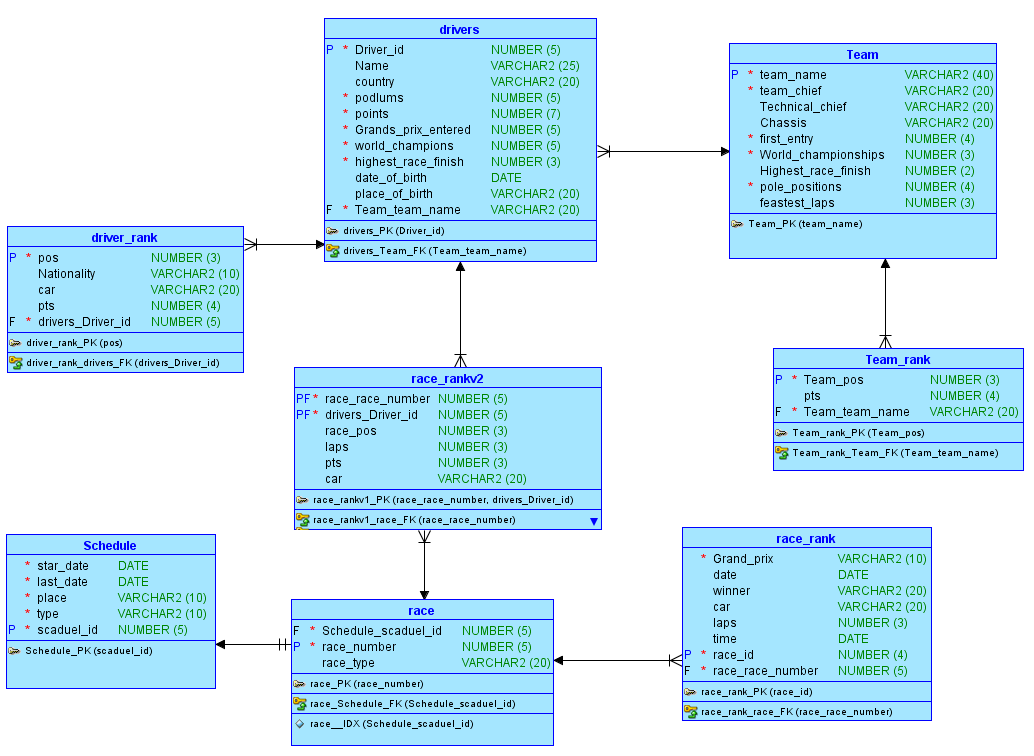 drivers
P * Driver_id NUMBER (5)
Name VARCHAR2 (25)
country VARCHAR2 (20)
* podlums NUMBER (5)
* points NUMBER (7)
* Grands_prix_entered NUMBER (5)
* world_champions NUMBER (5)
* highest_race_finish NUMBER (3)
date_of_birth DATE
place_of_birth VARCHAR2 (20)
F * Team_team_name VARCHAR2 (20)
drivers_PK (Driver_id)
drivers_Team_FK (Team_team_name)
Team
P * team_name VARCHAR2 (40)
* team_chief VARCHAR2 (20)
Technical_chief VARCHAR2 (20)
Chassis VARCHAR2 (20)
* first_entry NUMBER (4)
* World_championships NUMBER (3)
Highest_race_finish NUMBER (2)
* pole_positions NUMBER (4)
feastest_laps NUMBER (3)
Team_PK (team_name)
driver_rank
P * pos NUMBER (3)
Nationality VARCHAR2 (10)
car VARCHAR2 (20)
pts NUMBER (4)
F * drivers_Driver_id NUMBER (5)
driver_rank_PK (pos)
driver_rank_drivers_FK (drivers_Driver_id)
Team_rank
P * Team_pos NUMBER (3)
pts NUMBER (4)
F * Team_team_name VARCHAR2 (20)
Team_rank_PK (Team_pos)
Team_rank_Team_FK (Team_team_name)
race_rankv2
PF * race_race_number NUMBER (5)
PF * drivers_Driver_id NUMBER (5)
race_pos NUMBER (3)
laps NUMBER (3)
pts NUMBER (3)
car VARCHAR2 (20)
race_rankv1_PK (race_race_number, drivers_Driver_id)
race_rankv1_race_FK (race_race_number)
Schedule
* star_date DATE
* last_date DATE
* place VARCHAR2 (10)
* type VARCHAR2 (10)
P * scaduel_id NUMBER (5)
Schedule_PK (scaduel_id)
race
F * Schedule_scaduel_id NUMBER (5)
P * race_number NUMBER (5)
race_type VARCHAR2 (20)
race_PK (race_number)
race_Schedule_FK (Schedule_scaduel_id)
race__IDX (Schedule_scaduel_id)
race_rank
* Grand_prix VARCHAR2 (10)
date DATE
winner VARCHAR2 (20)
car VARCHAR2 (20)
laps NUMBER (3)
time DATE
P * race_id NUMBER (4)
F * race_race_number NUMBER (5)
race_rank_PK (race_id)
race_rank_race_FK (race_race_number)